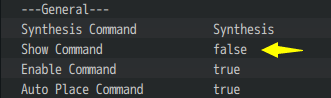 ---General---
Synthesis Command Synthesis
Show Command false
Enable Command true
Auto Place Command true